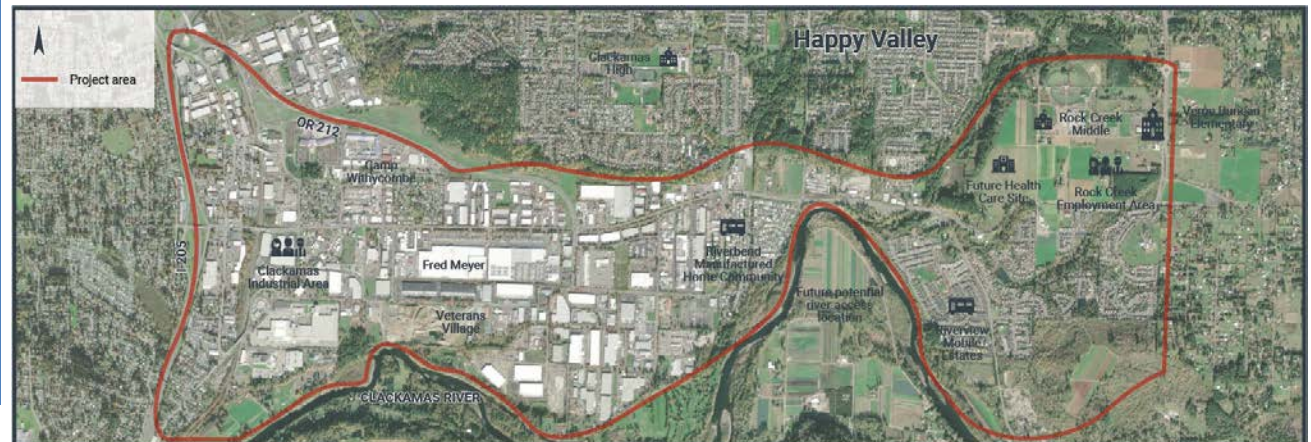 Project area
Happy Valley
Clackamas
High
OR 212
Camp
Withycombe
Rock Creek
Middle
Verne Duncan
Elementary
Future Health
Care Site
Rock Creek
Employment Area
I-205
Clackamas
Industrial Area
Fred Meyer
Riverbend
Manufactured
Home Community
Veterans
Village
Future potential
river access
location
Riverview
Mobile
Estates
CLACKAMAS RIVER